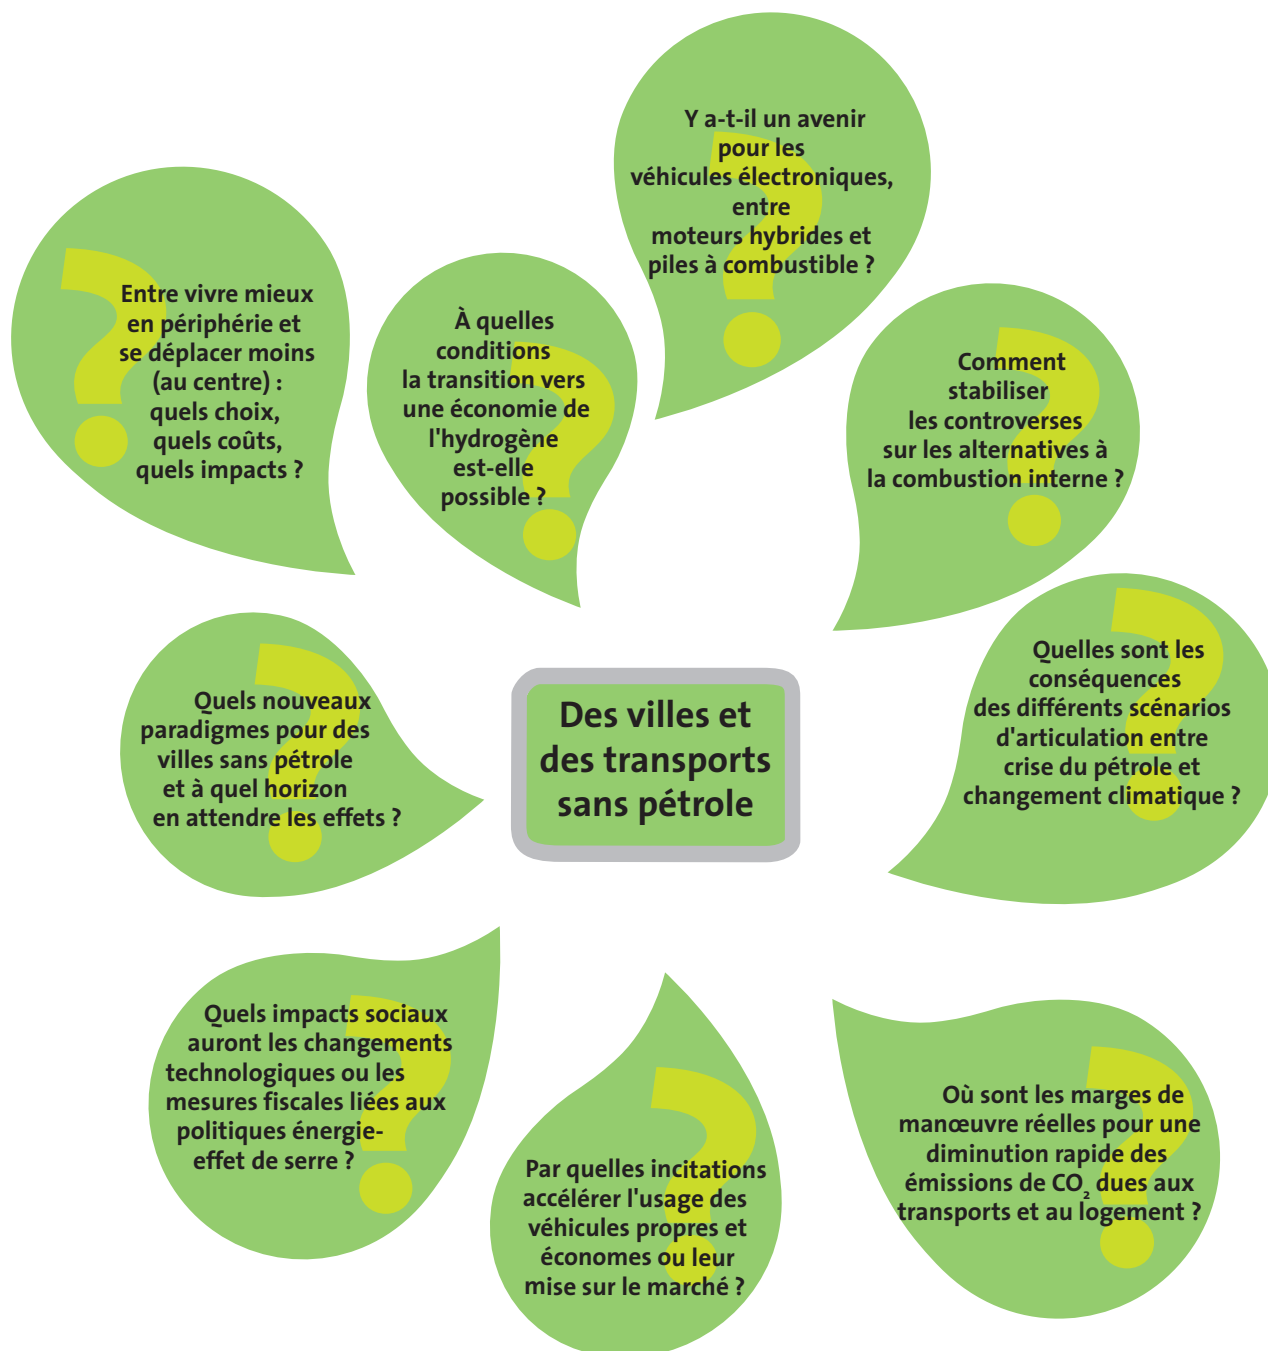 Y a-t-il un avenir
pour les
véhicules électroniques,
entre
moteurs hybrides et
piles à combustible ?
Entre vivre mieux
en périphérie et
se déplacer moins
(au centre) :
quels choix,
quels coûts,
quels impacts ?
À quelles
conditions
la transition vers
une économie de
l'hydrogène
est-elle
possible ?
Comment
stabiliser
les controverses
sur les alternatives à
la combustion interne ?
Quels nouveaux
paradigmes pour des
villes sans pétrole
et à quel horizon
en attendre les effets ?
Des villes et
des transports
sans pétrole
Quelles sont les
conséquences
des différents scénarios
d'articulation entre
crise du pétrole et
changement climatique ?
Quels impacts sociaux
auront les changements
technologiques ou les
mesures fiscales liées aux
politiques énergie-
effet de serre ?
Par quelles incitations
accélérer l'usage des
véhicules propres et
économes ou leur
mise sur le marché ?
Où sont les marges de
manœuvre réelles pour une
diminution rapide des
émissions de CO₂ dues aux
transports et au logement ?